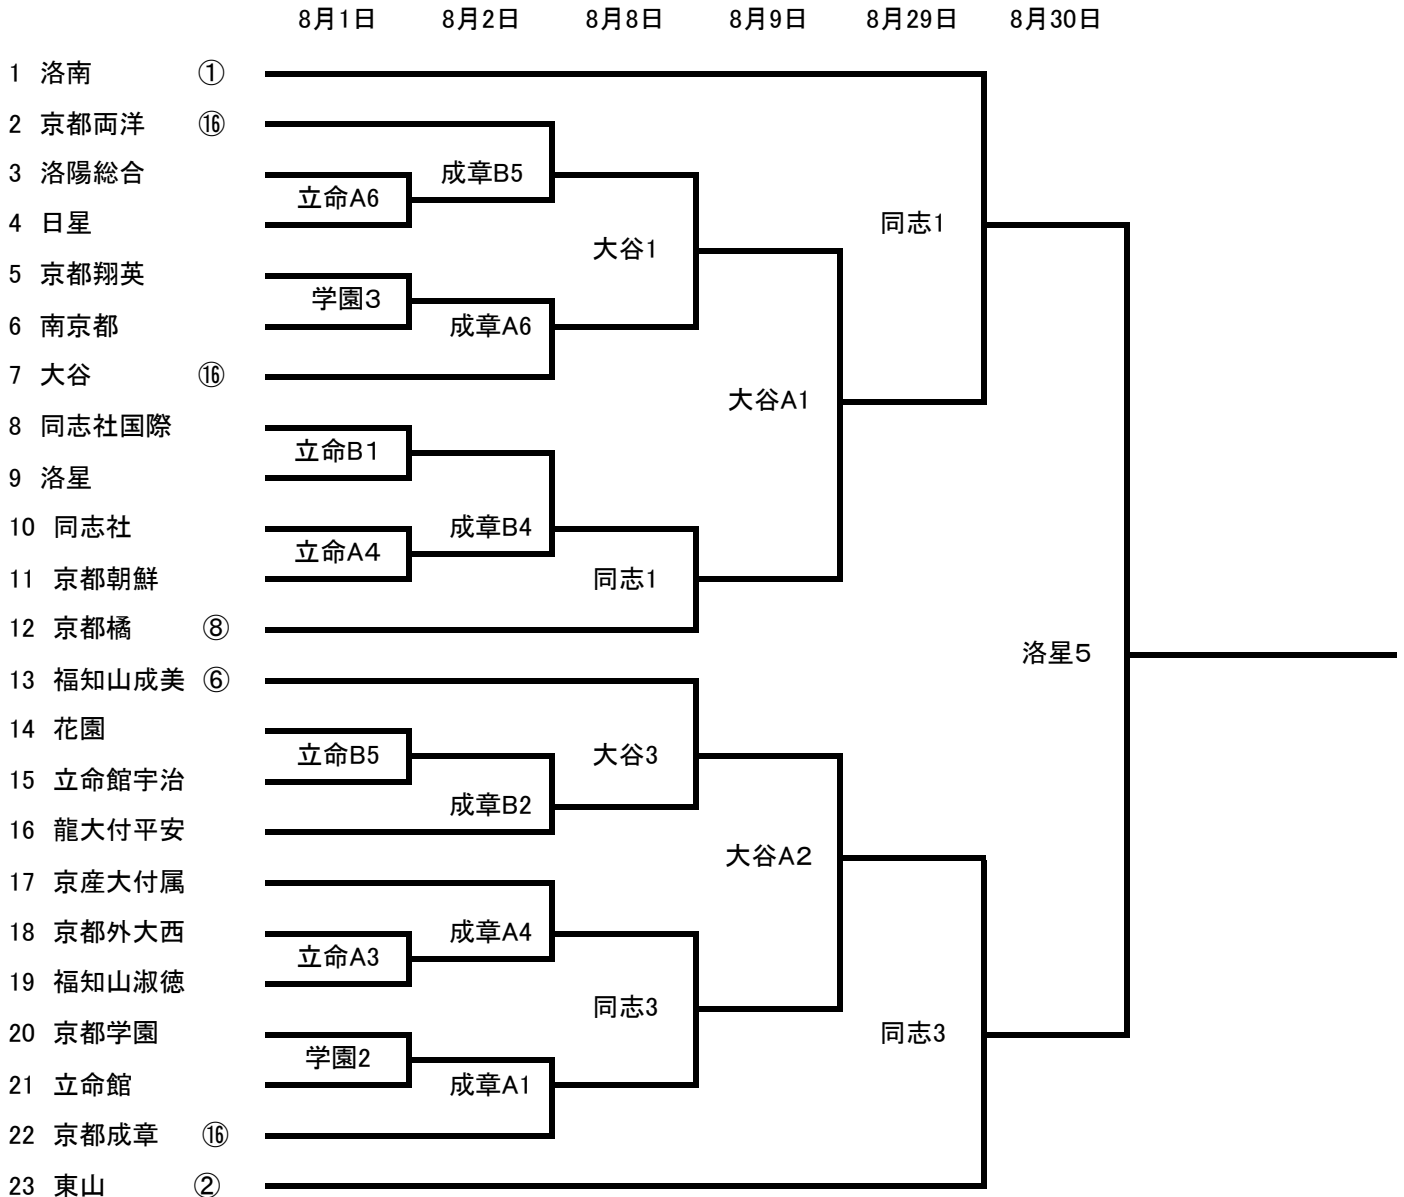 8月1日 8月2日 8月8日 8月9日 8月29日 8月30日
1 洛南 ①
2 京都両洋 ⑯
3 洛陽総合 成章B5
立命A6
4 日星 同志1
大谷1
5 京都翔英
学園３
6 南京都 成章A6
7 大谷 ⑯
大谷A1
8 同志社国際
立命B１
9 洛星
10 同志社 成章B4
立命A４
11 京都朝鮮 同志1
12 京都橘 ⑧
洛星５
13 福知山成美 ⑥
14 花園
立命B5 大谷3
15 立命館宇治
成章B2
16 龍大付平安
大谷A２
17 京産大付属
18 京都外大西 成章A4
立命A3
19 福知山淑徳
同志3
20 京都学園 同志3
学園2
21 立命館 成章A1
22 京都成章 ⑯
23 東山 ②